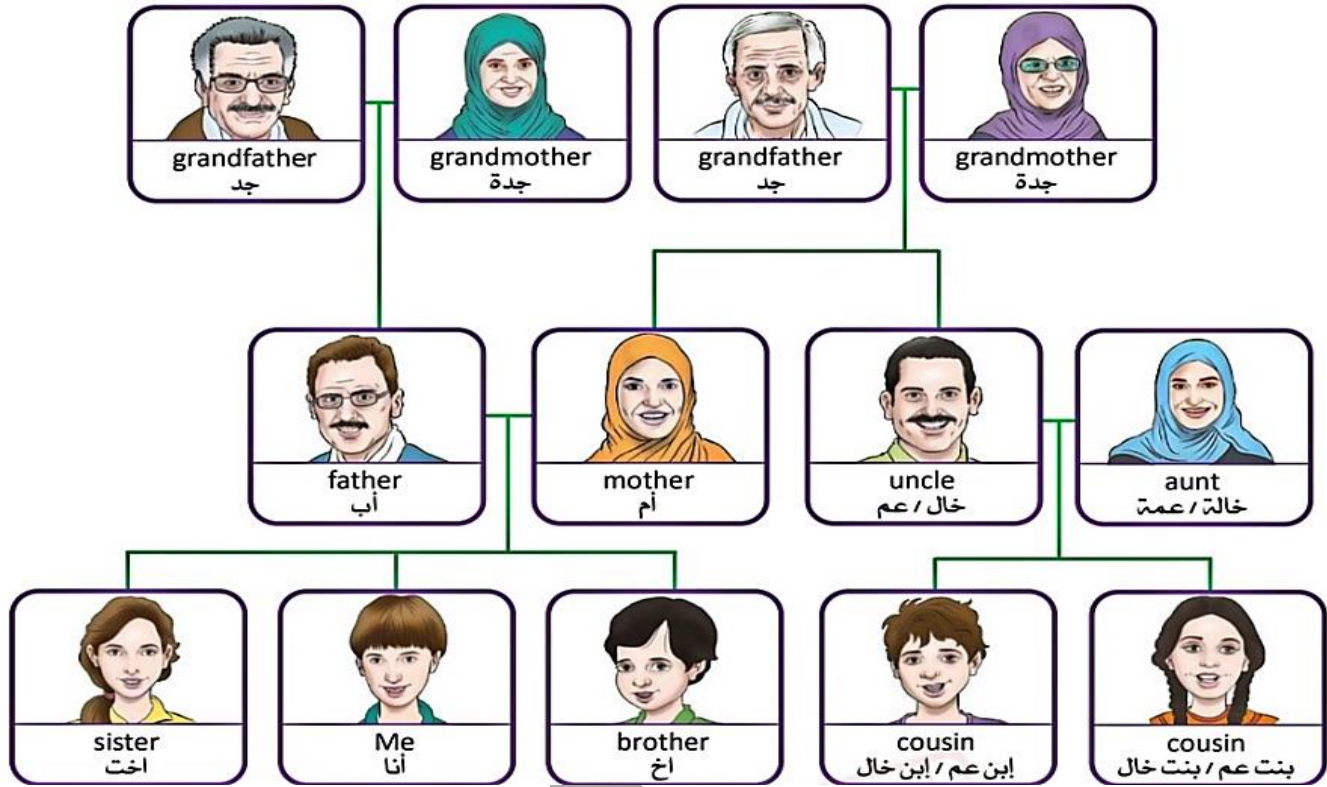 grandfather
جد
grandmother
جدة
grandfather
جد
grandmother
جدة
father
أب
mother
أم
uncle
خال / عم
aunt
خالة / عمة
sister
اخت
Me
أنا
brother
اخ
cousin
إبن عم / إبن خال
cousin
بنت عم / بنت خال